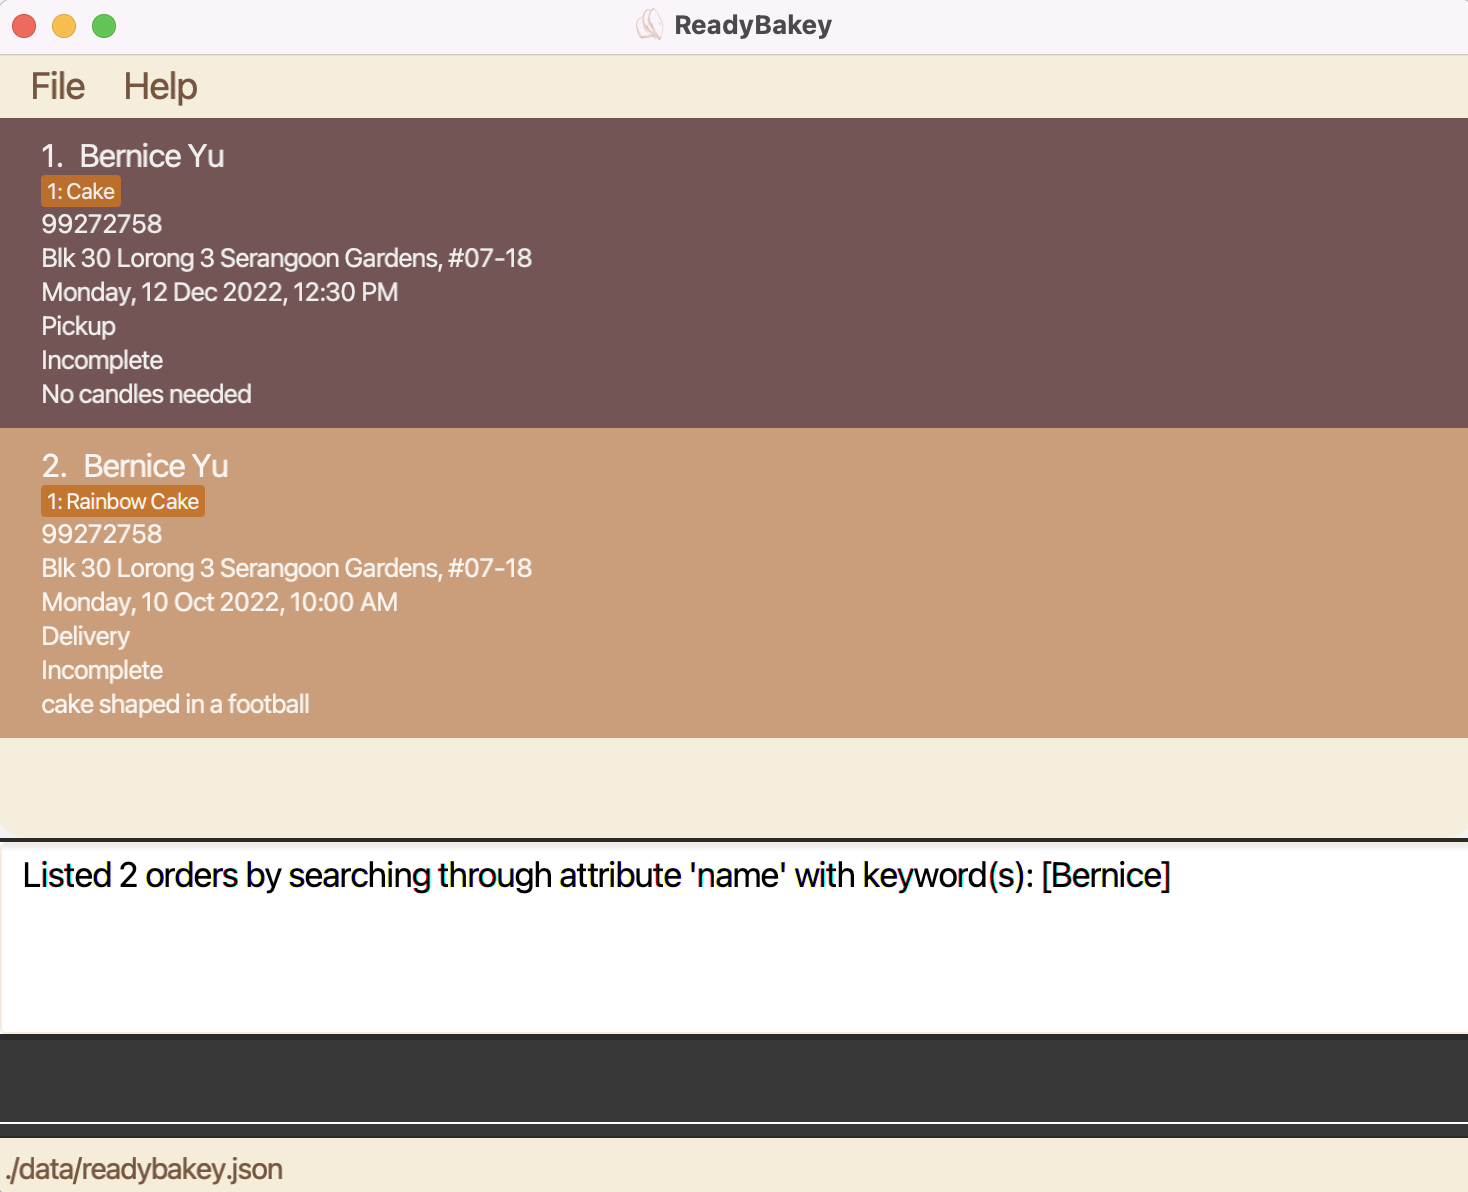 ReadyBakey
File Help
1. Bernice Yu
1: Cake
99272758
Blk 30 Lorong 3 Serangoon Gardens, #07-18
Monday, 12 Dec 2022, 12:30 PM
Pickup
Incomplete
No candles needed
2. Bernice Yu
1: Rainbow Cake
99272758
Blk 30 Lorong 3 Serangoon Gardens, #07-18
Monday, 10 Oct 2022, 10:00 AM
Delivery
Incomplete
cake shaped in a football
Listed 2 orders by searching through attribute 'name' with keyword(s): [Bernice]
./data/readybakey.json